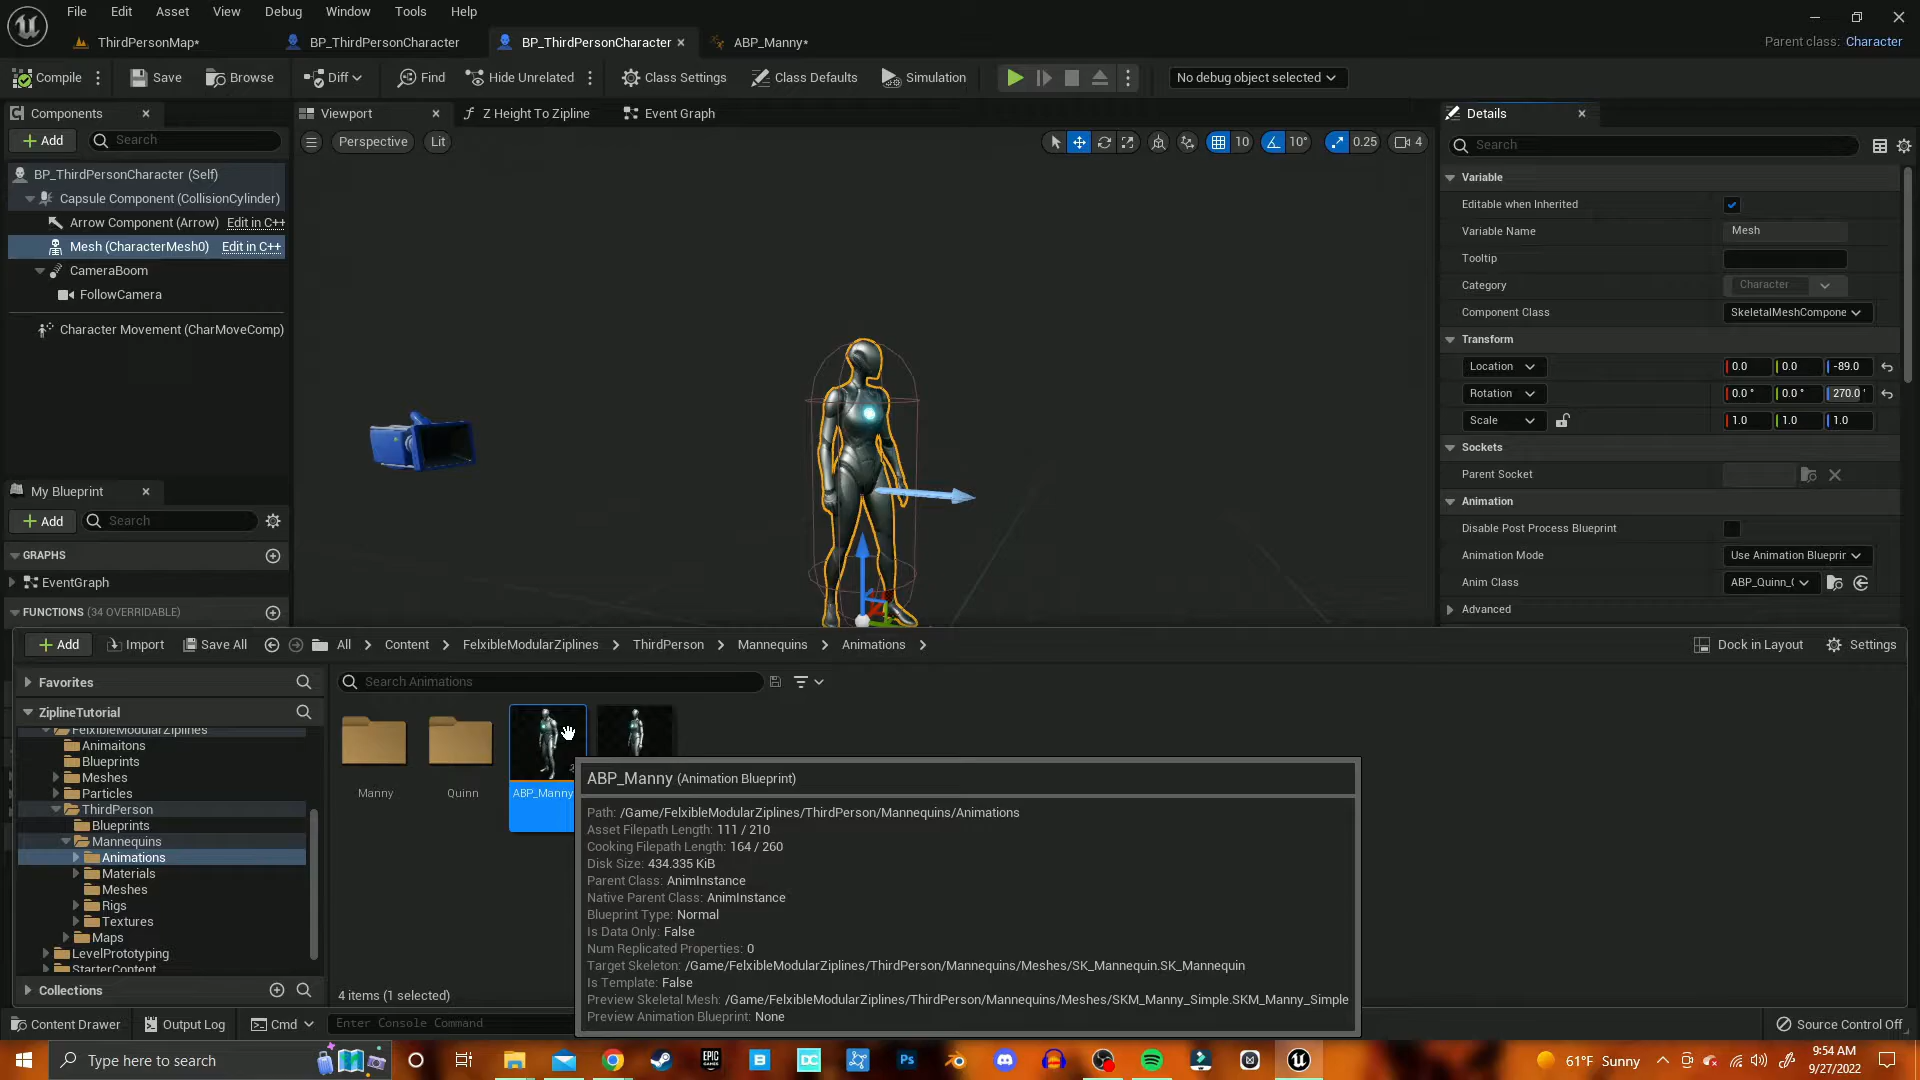 File Edit Asset View Debug Window Tools Help
ThirdPersonMap* BP_ThirdPersonCharacter BP_ThirdPersonCharacter ABP_Manny*
Parent class: Character
Compile Save Browse Diff Find Hide Unrelated Class Settings Class Defaults Simulation No debug object selected
Components Viewport Z Height To Zipline Event Graph Details
Add Search
Perspective Lit 10 10° 0.25 4
Search
BP_ThirdPersonCharacter (Self)
Capsule Component (CollisionCylinder)
Arrow Component (Arrow) Edit in C++
Mesh (CharacterMesh0) Edit in C++
CameraBoom
FollowCamera
Character Movement (CharMoveComp)
Variable
Editable when Inherited
Variable Name Mesh
Tooltip
Category Character
Component Class SkeletalMeshCompone
Transform
Location 0.0 0.0 -89.0
Rotation 0.0 ° 0.0 ° 270.0 °
Scale 1.0 1.0 1.0
Sockets
Parent Socket
Animation
Disable Post Process Blueprint
Animation Mode Use Animation Blueprir
Anim Class ABP_Quinn_(
Advanced
My Blueprint
Add Search
GRAPHS
EventGraph
FUNCTIONS (34 OVERRIDABLE)
Add Import Save All All Content FelxibleModularZiplines ThirdPerson Mannequins Animations Dock in Layout Settings
Favorites
Search Animations
ZiplineTutorial
FelxibleModularZiplines
Animaitons
Blueprints
Meshes
Particles
ThirdPerson
Blueprints
Mannequins
Animations
Materials
Meshes
Rigs
Textures
Maps
LevelPrototyping
StarterContent
Collections
Manny Quinn ABP_Manny
4 items (1 selected)
ABP_Manny (Animation Blueprint)
Path: /Game/FelxibleModularZiplines/ThirdPerson/Mannequins/Animations
Asset Filepath Length: 111 / 210
Cooking Filepath Length: 164 / 260
Disk Size: 434.335 KiB
Parent Class: AnimInstance
Native Parent Class: AnimInstance
Blueprint Type: Normal
Is Data Only: False
Num Replicated Properties: 0
Target Skeleton: /Game/FelxibleModularZiplines/ThirdPerson/Mannequins/Meshes/SK_Mannequin.SK_Mannequin
Is Template: False
Preview Skeletal Mesh: /Game/FelxibleModularZiplines/ThirdPerson/Mannequins/Meshes/SKM_Manny_Simple.SKM_Manny_Simple
Preview Animation Blueprint: None
Content Drawer Output Log Cmd Enter Console Command Source Control Off
Type here to search EPIC GAMES DC Ps 61°F Sunny 9:54 AM
9/27/2022